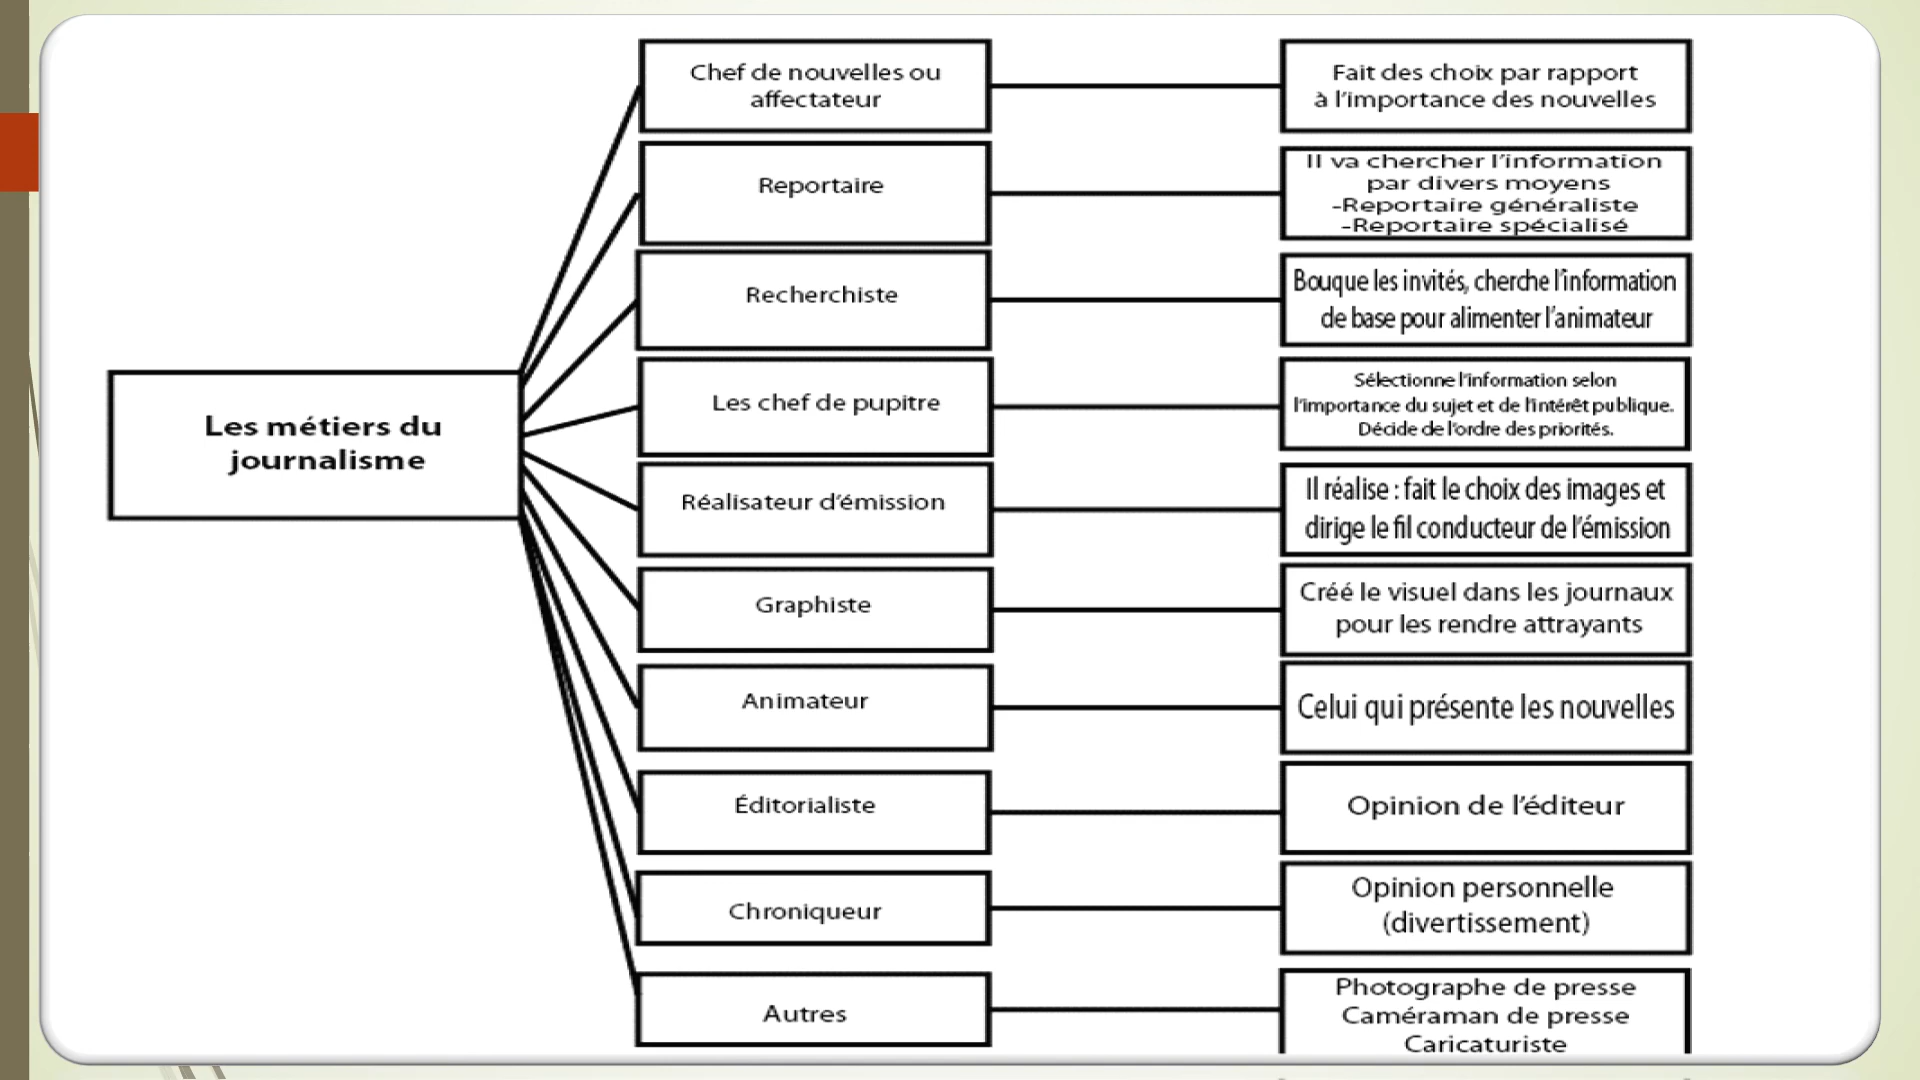 Les métiers du
journalisme
Chef de nouvelles ou
affectateur
Fait des choix par rapport
à l'importance des nouvelles
Reportaire
Il va chercher l'information
par divers moyens
-Reportaire généraliste
-Reportaire spécialisé
Recherchiste
Bouque les invités, cherche l'information
de base pour alimenter l'animateur
Les chef de pupitre
Sélectionne l'information selon
l'importance du sujet et de l'intérêt publique.
Décide de l'ordre des priorités.
Réalisateur d'émission
Il réalise : fait le choix des images et
dirige le fil conducteur de l'émission
Graphiste
Créé le visuel dans les journaux
pour les rendre attrayants
Animateur
Celui qui présente les nouvelles
Éditorialiste
Opinion de l'éditeur
Chroniqueur
Opinion personnelle
(divertissement)
Autres
Photographe de presse
Caméraman de presse
Caricaturiste